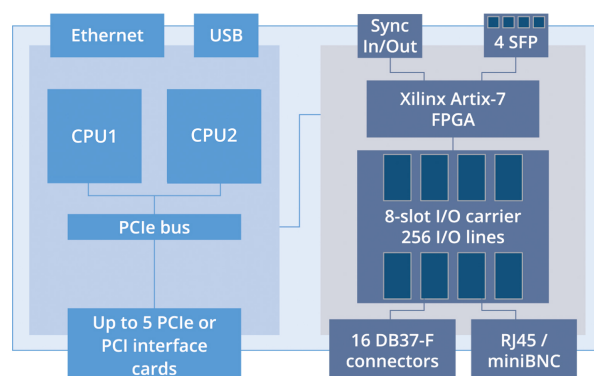 Ethernet
USB
Sync
In/Out
4 SFP
CPU1
CPU2
Xilinx Artix-7
FPGA
PCIe bus
8-slot I/O carrier
256 I/O lines
Up to 5 PCIe or
PCI interface
cards
16 DB37-F
connectors
RJ45 /
miniBNC